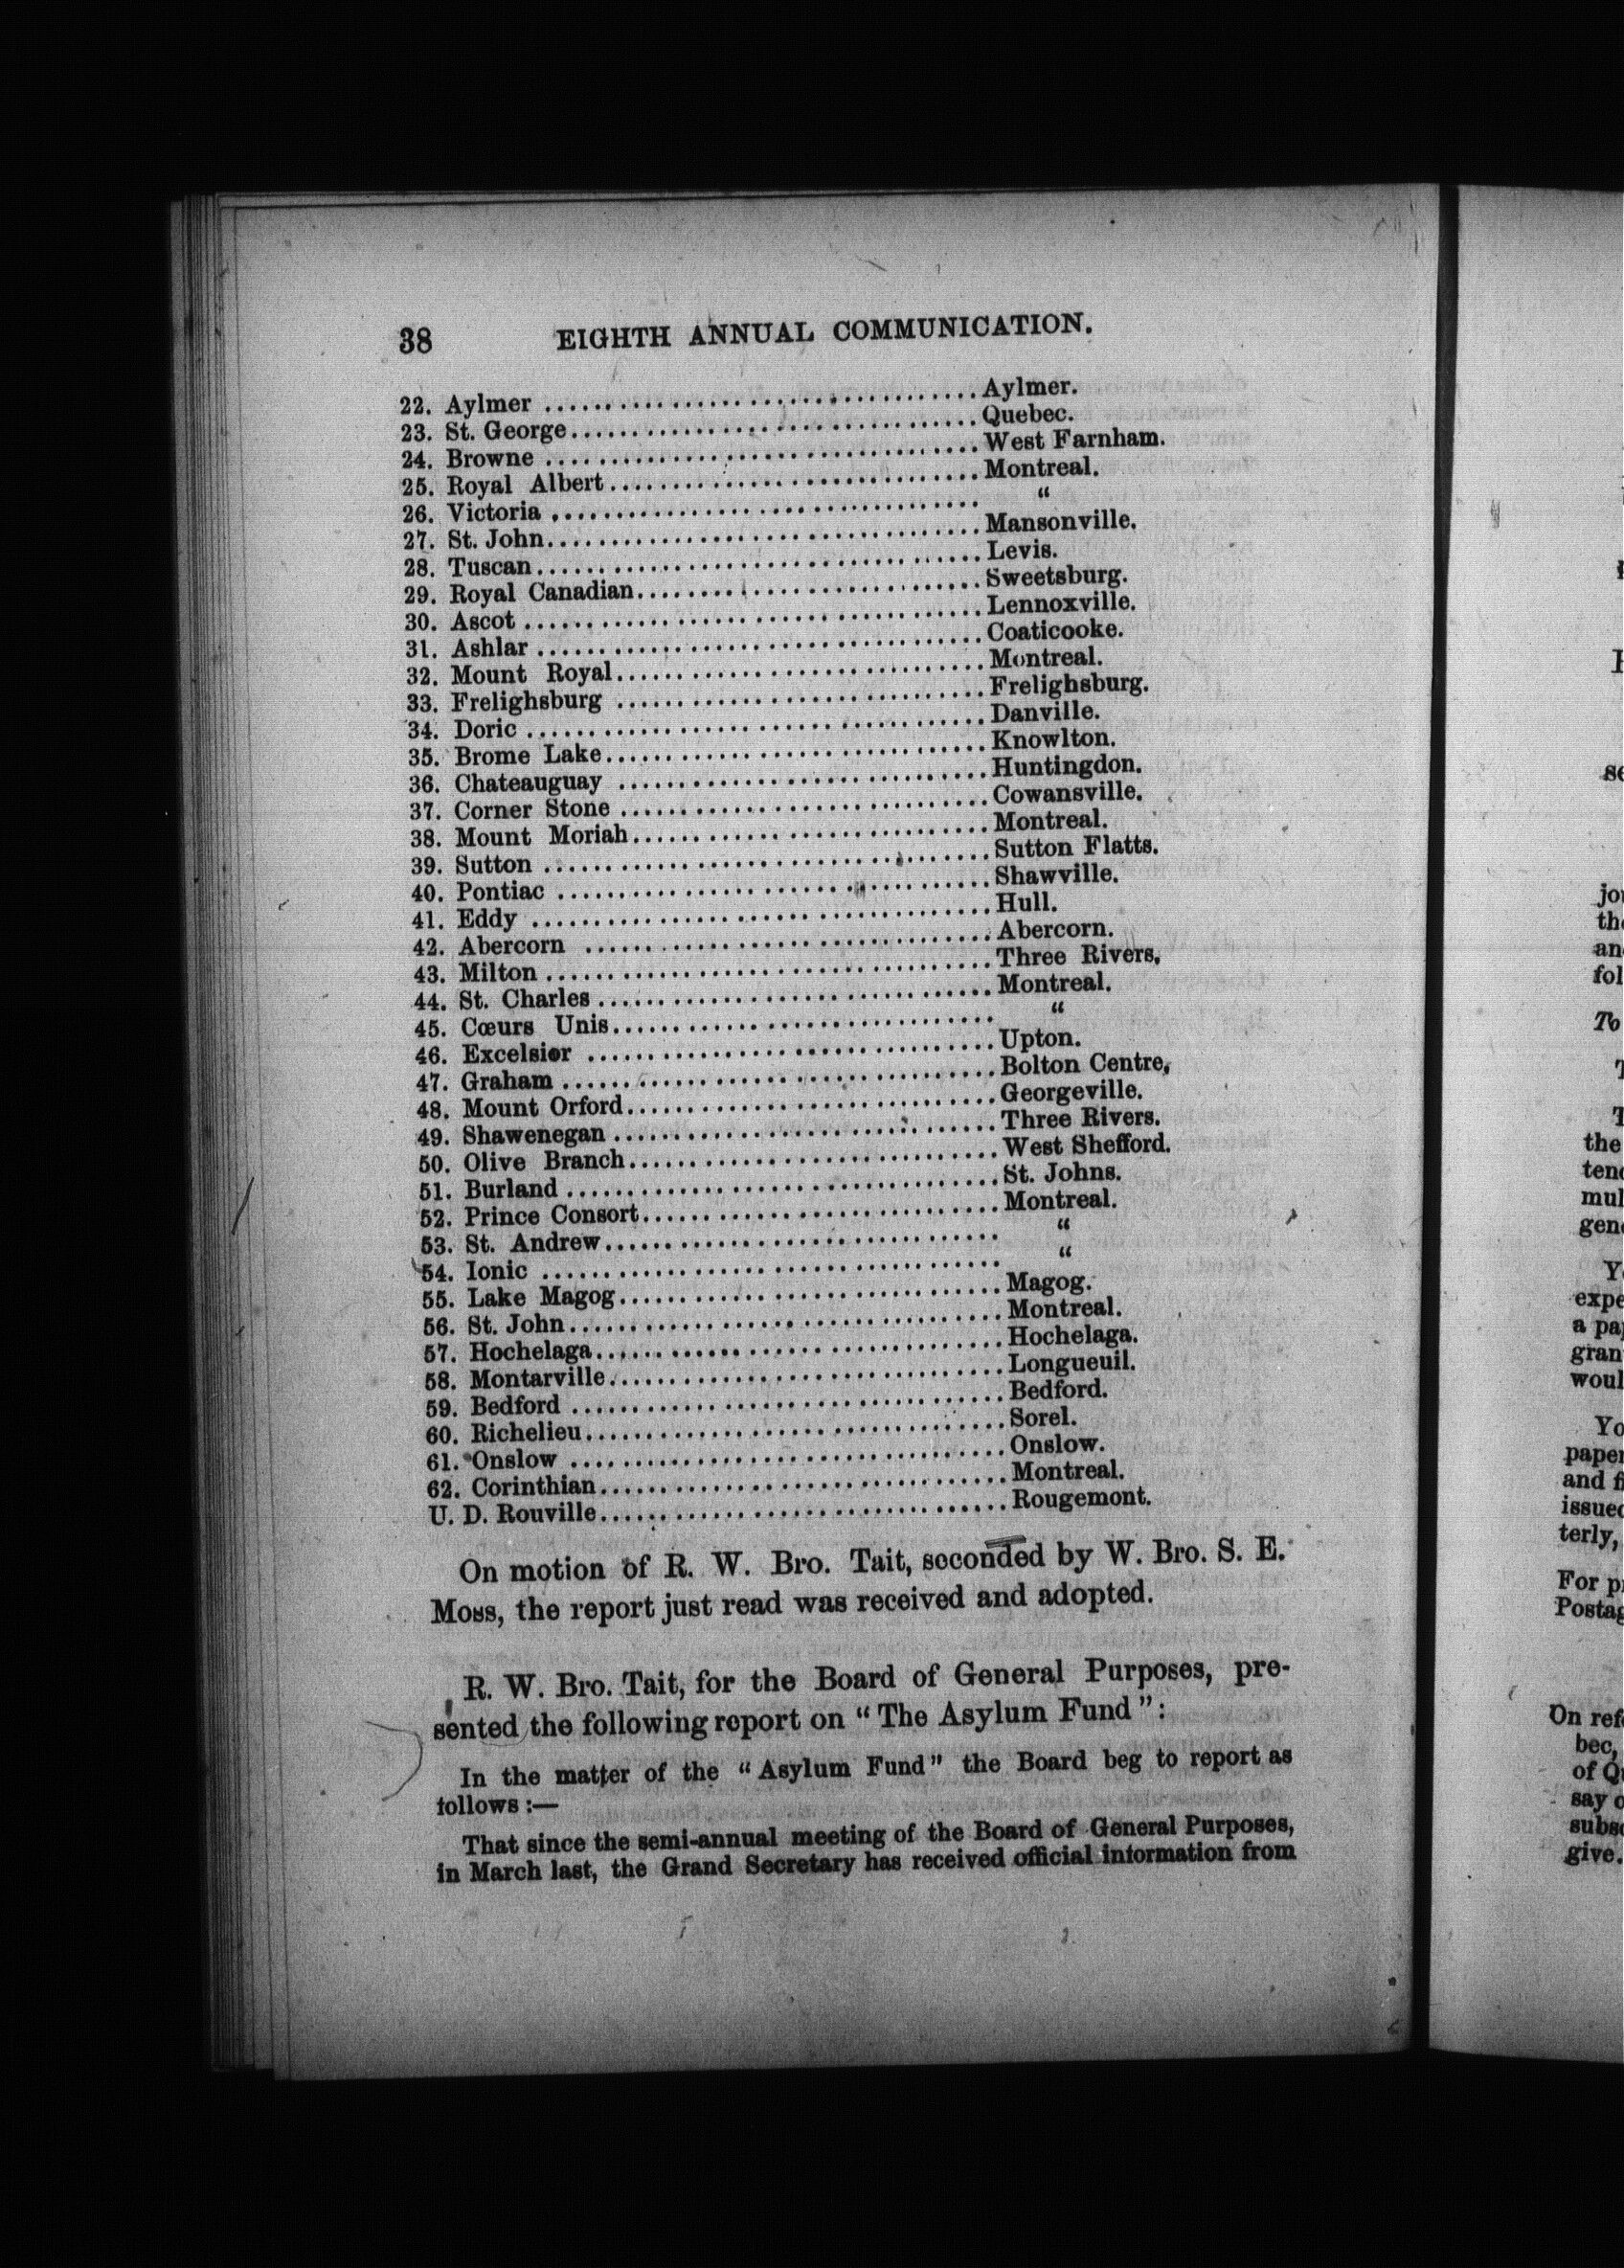 38 EIGHTH ANNUAL COMMUNICATION.
22. Aylmer .................................... Aylmer.
23. St. George.................................. Quebec.
24. Browne .................................... West Farnham.
25. Royal Albert............................... Montreal.
26. Victoria .................................... "
27. St. John.................................... Mansonville.
28. Tuscan..................................... Levis.
29. Royal Canadian............................. Sweetsburg.
30. Ascot ...................................... Lennoxville.
31. Ashlar ..................................... Coaticooke.
32. Mount Royal............................... Montreal.
33. Frelighsburg ............................... Frelighsburg.
34. Doric ...................................... Danville.
35. Brome Lake................................ Knowlton.
36. Chateauguay ............................... Huntingdon.
37. Corner Stone ............................... Cowansville.
38. Mount Moriah.............................. Montreal.
39. Sutton ..................................... Sutton Flatts.
40. Pontiac .................................... Shawville.
41. Eddy ...................................... Hull.
42. Abercorn .................................. Abercorn.
43. Milton ..................................... Three Rivers,
44. St. Charles ................................. Montreal.
45. Cœurs Unis................................ "
46. Excelsior .................................. Upton.
47. Graham .................................... Bolton Centre,
48. Mount Orford............................... Georgeville.
49. Shawenegan ................................ Three Rivers.
50. Olive Branch............................... West Shefford.
51. Burland .................................... St. Johns.
52. Prince Consort.............................. Montreal.
53. St. Andrew................................. "
54. Ionic ...................................... "
55. Lake Magog................................ Magog.
56. St. John.................................... Montreal.
57. Hochelaga.................................. Hochelaga.
58. Montarville................................. Longueuil.
59. Bedford .................................... Bedford.
60. Richelieu................................... Sorel.
61. Onslow .................................... Onslow.
62. Corinthian.................................. Montreal.
U. D. Rouville.................................. Rougemont.
On motion of R. W. Bro. Tait, seconded by W. Bro. S. E.
Moss, the report just read was received and adopted.
R. W. Bro. Tait, for the Board of General Purposes, pre-
sented the following report on "The Asylum Fund":
In the matter of the "Asylum Fund" the Board beg to report as
follows:—
That since the semi-annual meeting of the Board of General Purposes,
in March last, the Grand Secretary has received official information from
To
the
gen
a
For
On
bec,
of
say
give.